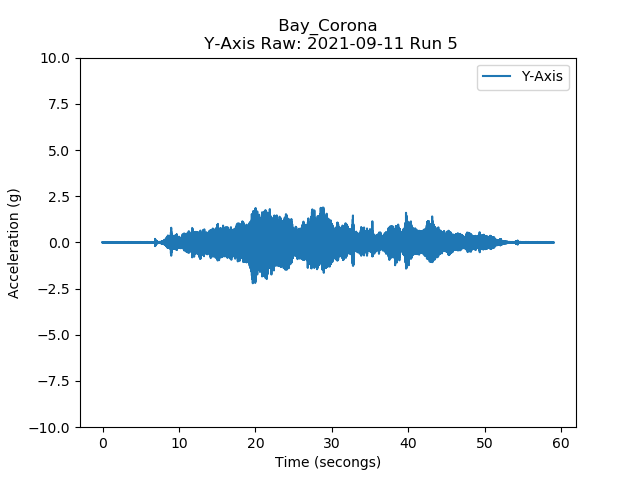 Bay_Corona
Y-Axis Raw: 2021-09-11 Run 5
Y-Axis
10.0
7.5
5.0
2.5
0.0
−2.5
−5.0
−7.5
−10.0
Acceleration (g)
0 10 20 30 40 50 60
Time (secongs)